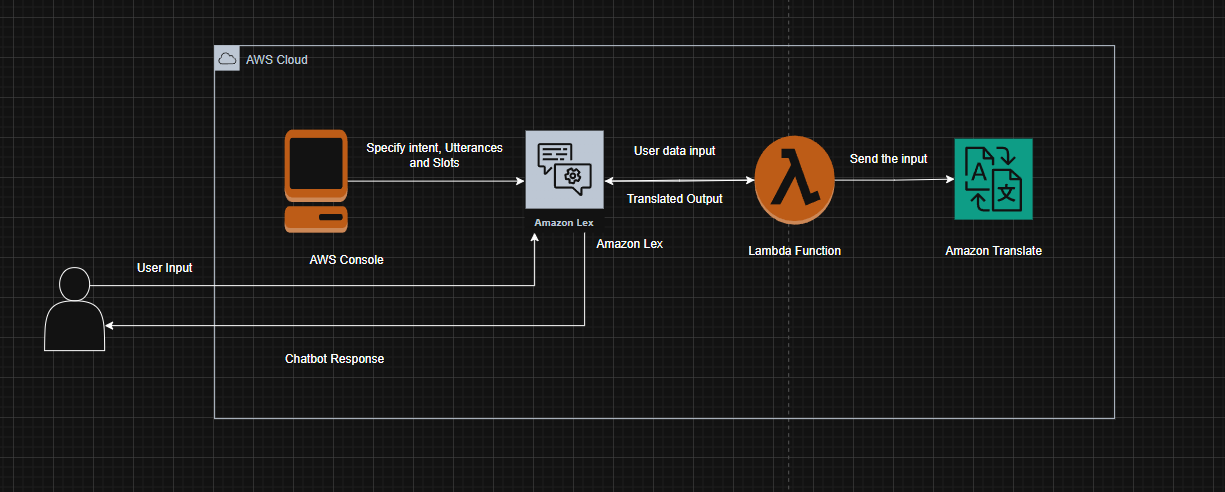 AWS Cloud
Specify intent, Utterances
and Slots
User data input
Send the input
A
文
Translated Output
Amazon Lex
Amazon Lex
Lambda Function
Amazon Translate
AWS Console
User Input
Chatbot Response